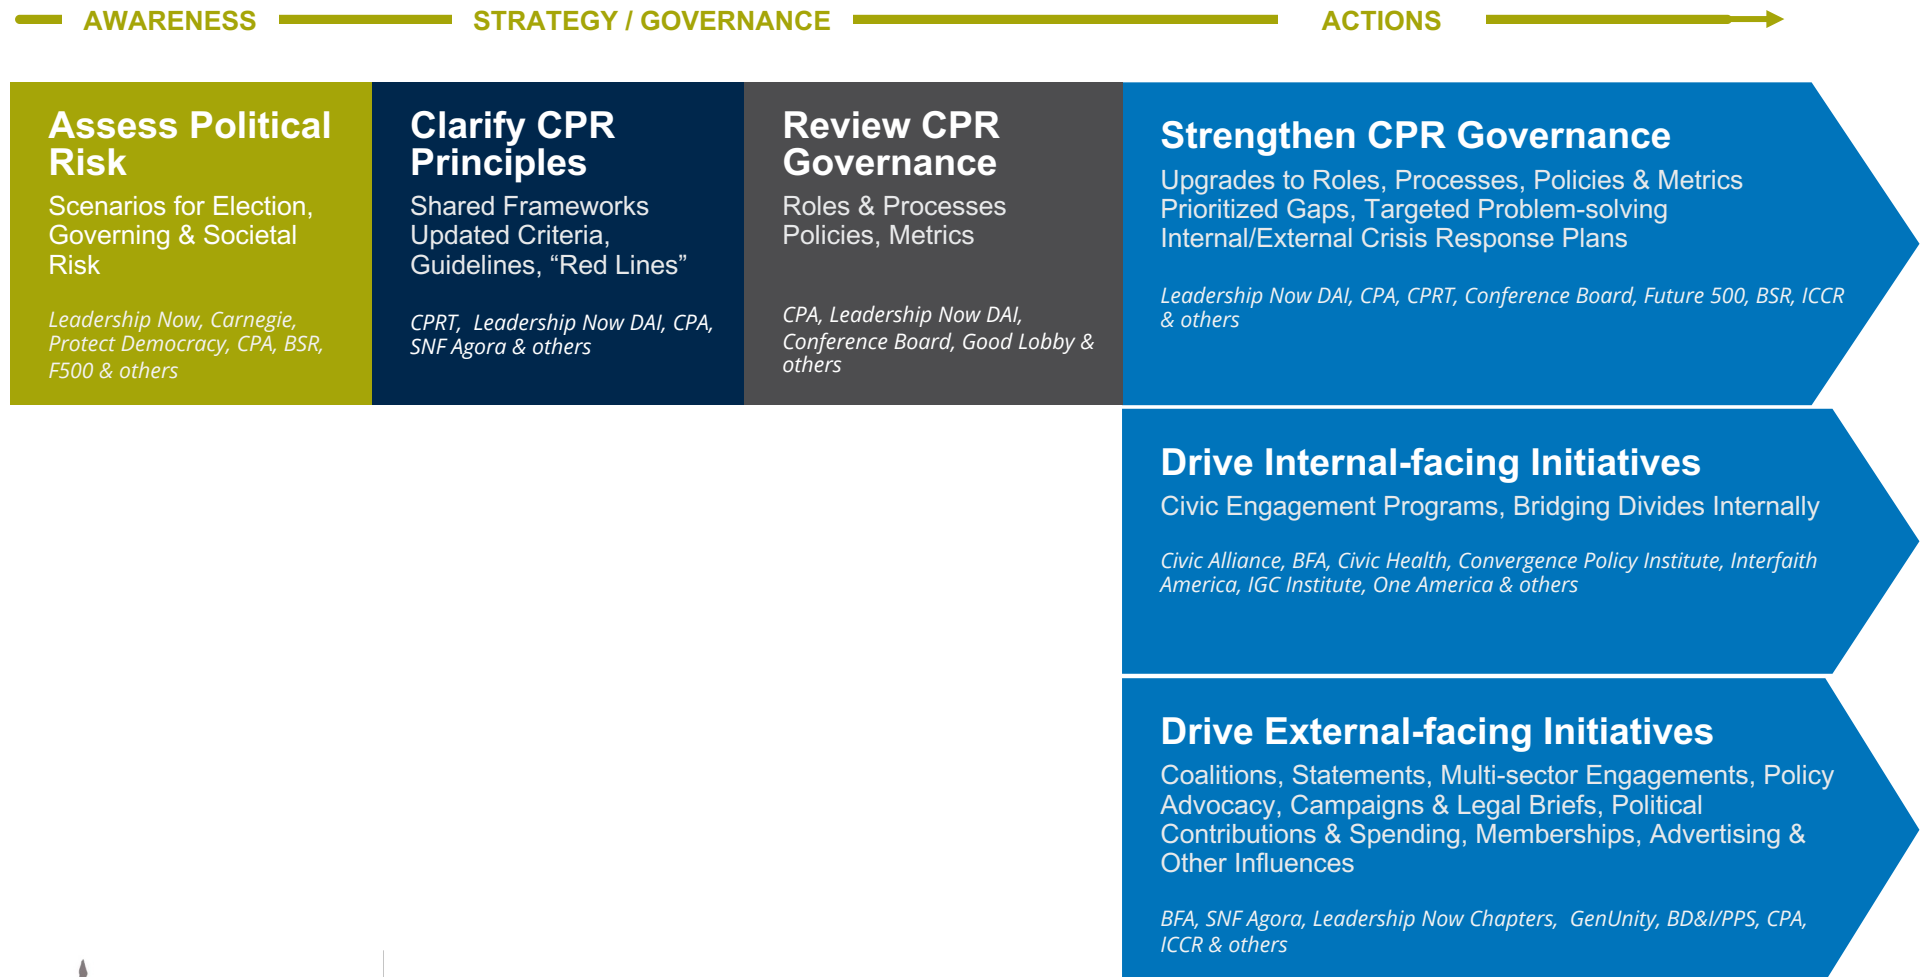 AWARENESS
STRATEGY / GOVERNANCE
ACTIONS
Assess Political
Risk
Scenarios for Election,
Governing & Societal
Risk
Leadership Now, Carnegie,
Protect Democracy, CPA, BSR,
F500 & others
Clarify CPR
Principles
Shared Frameworks
Updated Criteria,
Guidelines, “Red Lines”
CPRT, Leadership Now DAI, CPA,
SNF Agora & others
Review CPR
Governance
Roles & Processes
Policies, Metrics
CPA, Leadership Now DAI,
Conference Board, Good Lobby &
others
Strengthen CPR Governance
Upgrades to Roles, Processes, Policies & Metrics
Prioritized Gaps, Targeted Problem-solving
Internal/External Crisis Response Plans
Leadership Now DAI, CPA, CPRT, Conference Board, Future 500, BSR, ICCR
& others
Drive Internal-facing Initiatives
Civic Engagement Programs, Bridging Divides Internally
Civic Alliance, BFA, Civic Health, Convergence Policy Institute, Interfaith
America, IGC Institute, One America & others
Drive External-facing Initiatives
Coalitions, Statements, Multi-sector Engagements, Policy
Advocacy, Campaigns & Legal Briefs, Political
Contributions & Spending, Memberships, Advertising &
Other Influences
BFA, SNF Agora, Leadership Now Chapters, GenUnity, BD&I/PPS, CPA,
ICCR & others